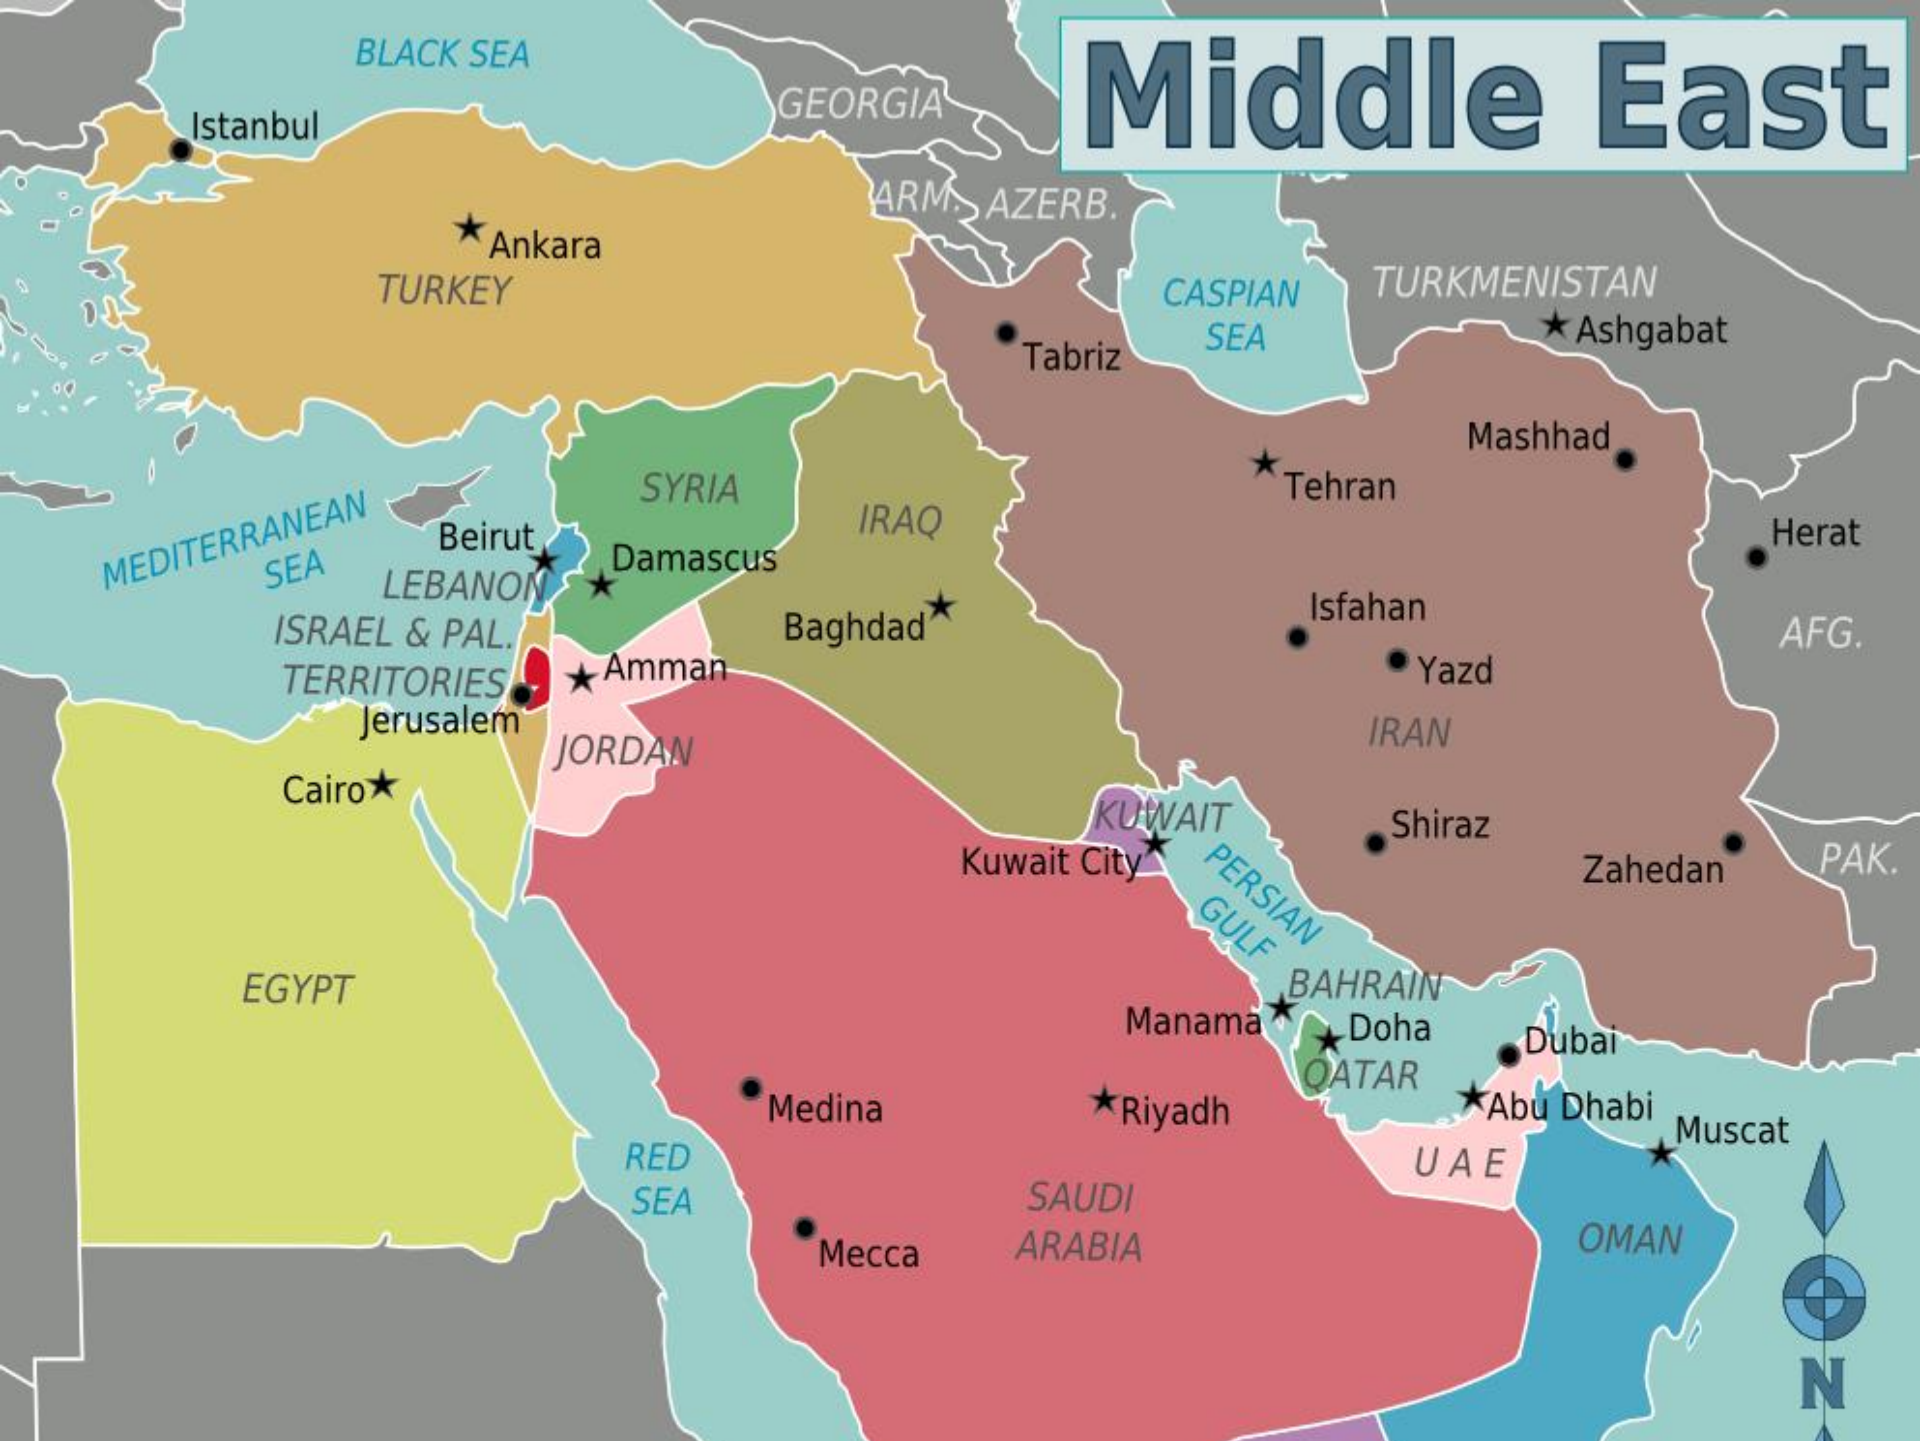 Middle East
BLACK SEA
GEORGIA
Istanbul
ARM.
AZERB.
Ankara
TURKEY
CASPIAN
SEA
TURKMENISTAN
Ashgabat
Tabriz
Mashhad
Tehran
SYRIA
IRAQ
MEDITERRANEAN
SEA
Beirut
Damascus
Herat
LEBANON
Baghdad
Isfahan
ISRAEL & PAL.
TERRITORIES
AFG.
Amman
Yazd
Jerusalem
JORDAN
IRAN
Cairo
KUWAIT
Shiraz
Kuwait City
Zahedan
PAK.
PERSIAN
GULF
EGYPT
BAHRAIN
Manama
Doha
Dubai
QATAR
Medina
Riyadh
Abu Dhabi
Muscat
RED
SEA
U A E
SAUDI
ARABIA
Mecca
OMAN
N